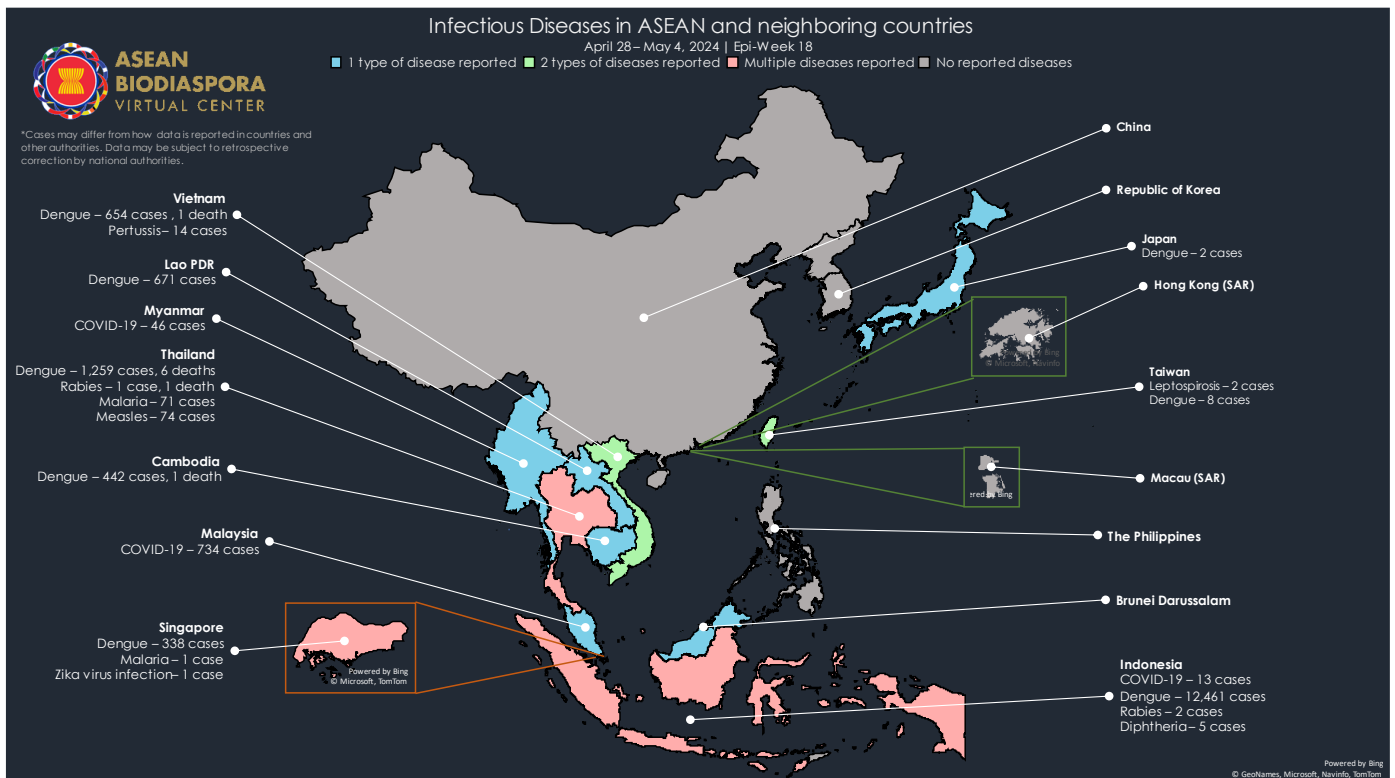 Infectious Diseases in ASEAN and neighboring countries
April 28– May 4, 2024 | Epi-Week 18
1 type of disease reported 2 types of diseases reported Multiple diseases reported No reported diseases
ASEAN
BIODIASPORA
VIRTUAL CENTER
*Cases may differ from how data is reported in countries and
other authorities. Data may be subject to retrospective
correction by national authorities.
Vietnam
Dengue – 654 cases , 1 death
Pertussis– 14 cases
Lao PDR
Dengue – 671 cases
Myanmar
COVID-19 – 46 cases
Thailand
Dengue – 1,259 cases, 6 deaths
Rabies – 1 case, 1 death
Malaria – 71 cases
Measles – 74 cases
Cambodia
Dengue – 442 cases, 1 death
Malaysia
COVID-19 – 734 cases
Singapore
Dengue – 338 cases
Malaria – 1 case
Zika virus infection– 1 case
Powered by Bing
© Microsoft, TomTom
China
Republic of Korea
Japan
Dengue – 2 cases
Hong Kong (SAR)
by Bing
© Microsoft, Navinfo
Taiwan
Leptospirosis – 2 cases
Dengue – 8 cases
Macau (SAR)
ered by Bing
The Philippines
Brunei Darussalam
Indonesia
COVID-19 – 13 cases
Dengue – 12,461 cases
Rabies – 2 cases
Diphtheria – 5 cases
Powered by Bing
© GeoNames, Microsoft, Navinfo, TomTom